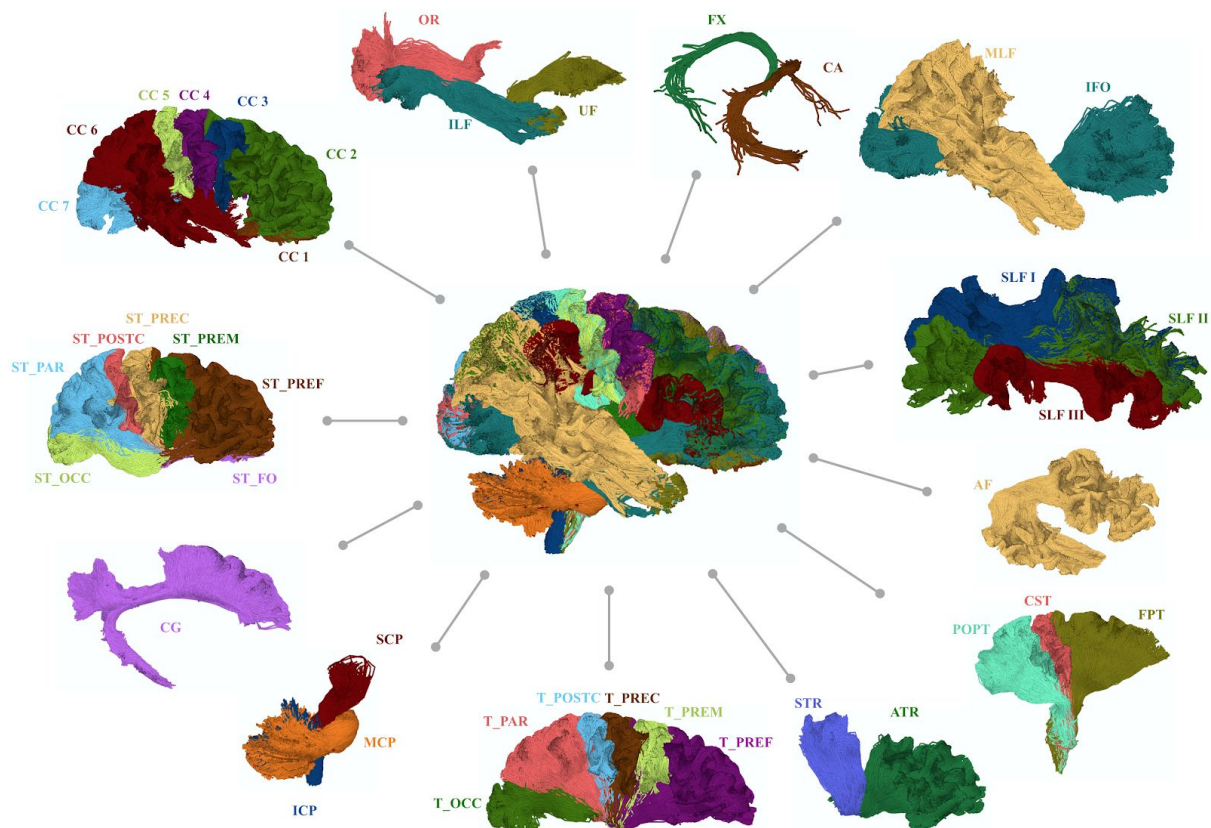 OR
FX
CA
MLF
IFO
UF
ILF
CC 5
CC 4
CC 3
CC 6
CC 2
CC 7
CC 1
SLF I
SLF II
SLF III
ST_PREC
ST_POSTC
ST_PREM
ST_PAR
ST_PREF
ST_OCC
ST_FO
AF
CG
CST
FPT
POPT
SCP
MCP
ICP
T_POSTC
T_PREC
T_PAR
T_PREM
T_PREF
T_OCC
STR
ATR